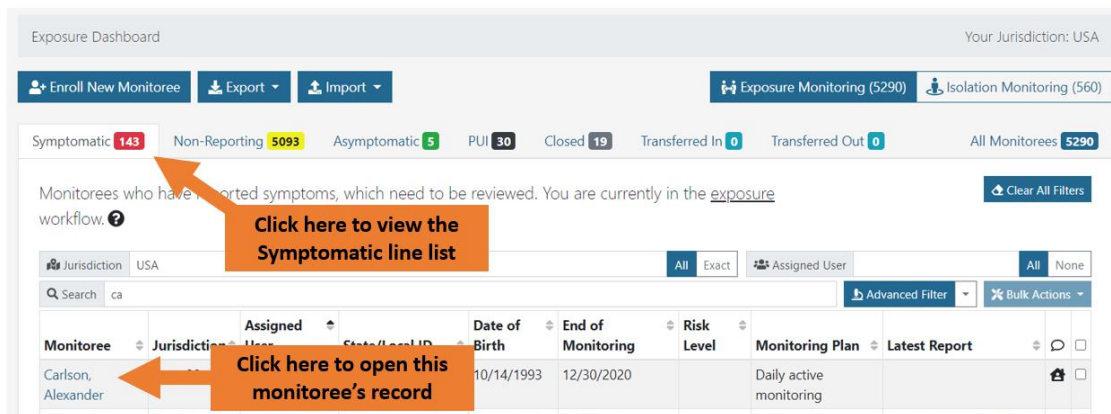 Exposure Dashboard
Your Jurisdiction: USA
Enroll New Monitoree
Export
Import
Exposure Monitoring (5290)
Isolation Monitoring (560)
Symptomatic 143
Non-Reporting 5093
Asymptomatic 5
PUI 30
Closed 19
Transferred In 0
Transferred Out 0
All Monitorees 5290
Monitorees who have reported symptoms, which need to be reviewed. You are currently in the exposure
workflow.
Clear All Filters
Click here to view the
Symptomatic line list
Jurisdiction USA
All Exact
Assigned User
All None
Search ca
Advanced Filter
Bulk Actions
Monitoree
Jurisdiction
Assigned
User
State/Local ID
Date of
Birth
End of
Monitoring
Risk
Level
Monitoring Plan
Latest Report
Click here to open this
monitoree's record
Carlson,
Alexander
10/14/1993
12/30/2020
Daily active
monitoring